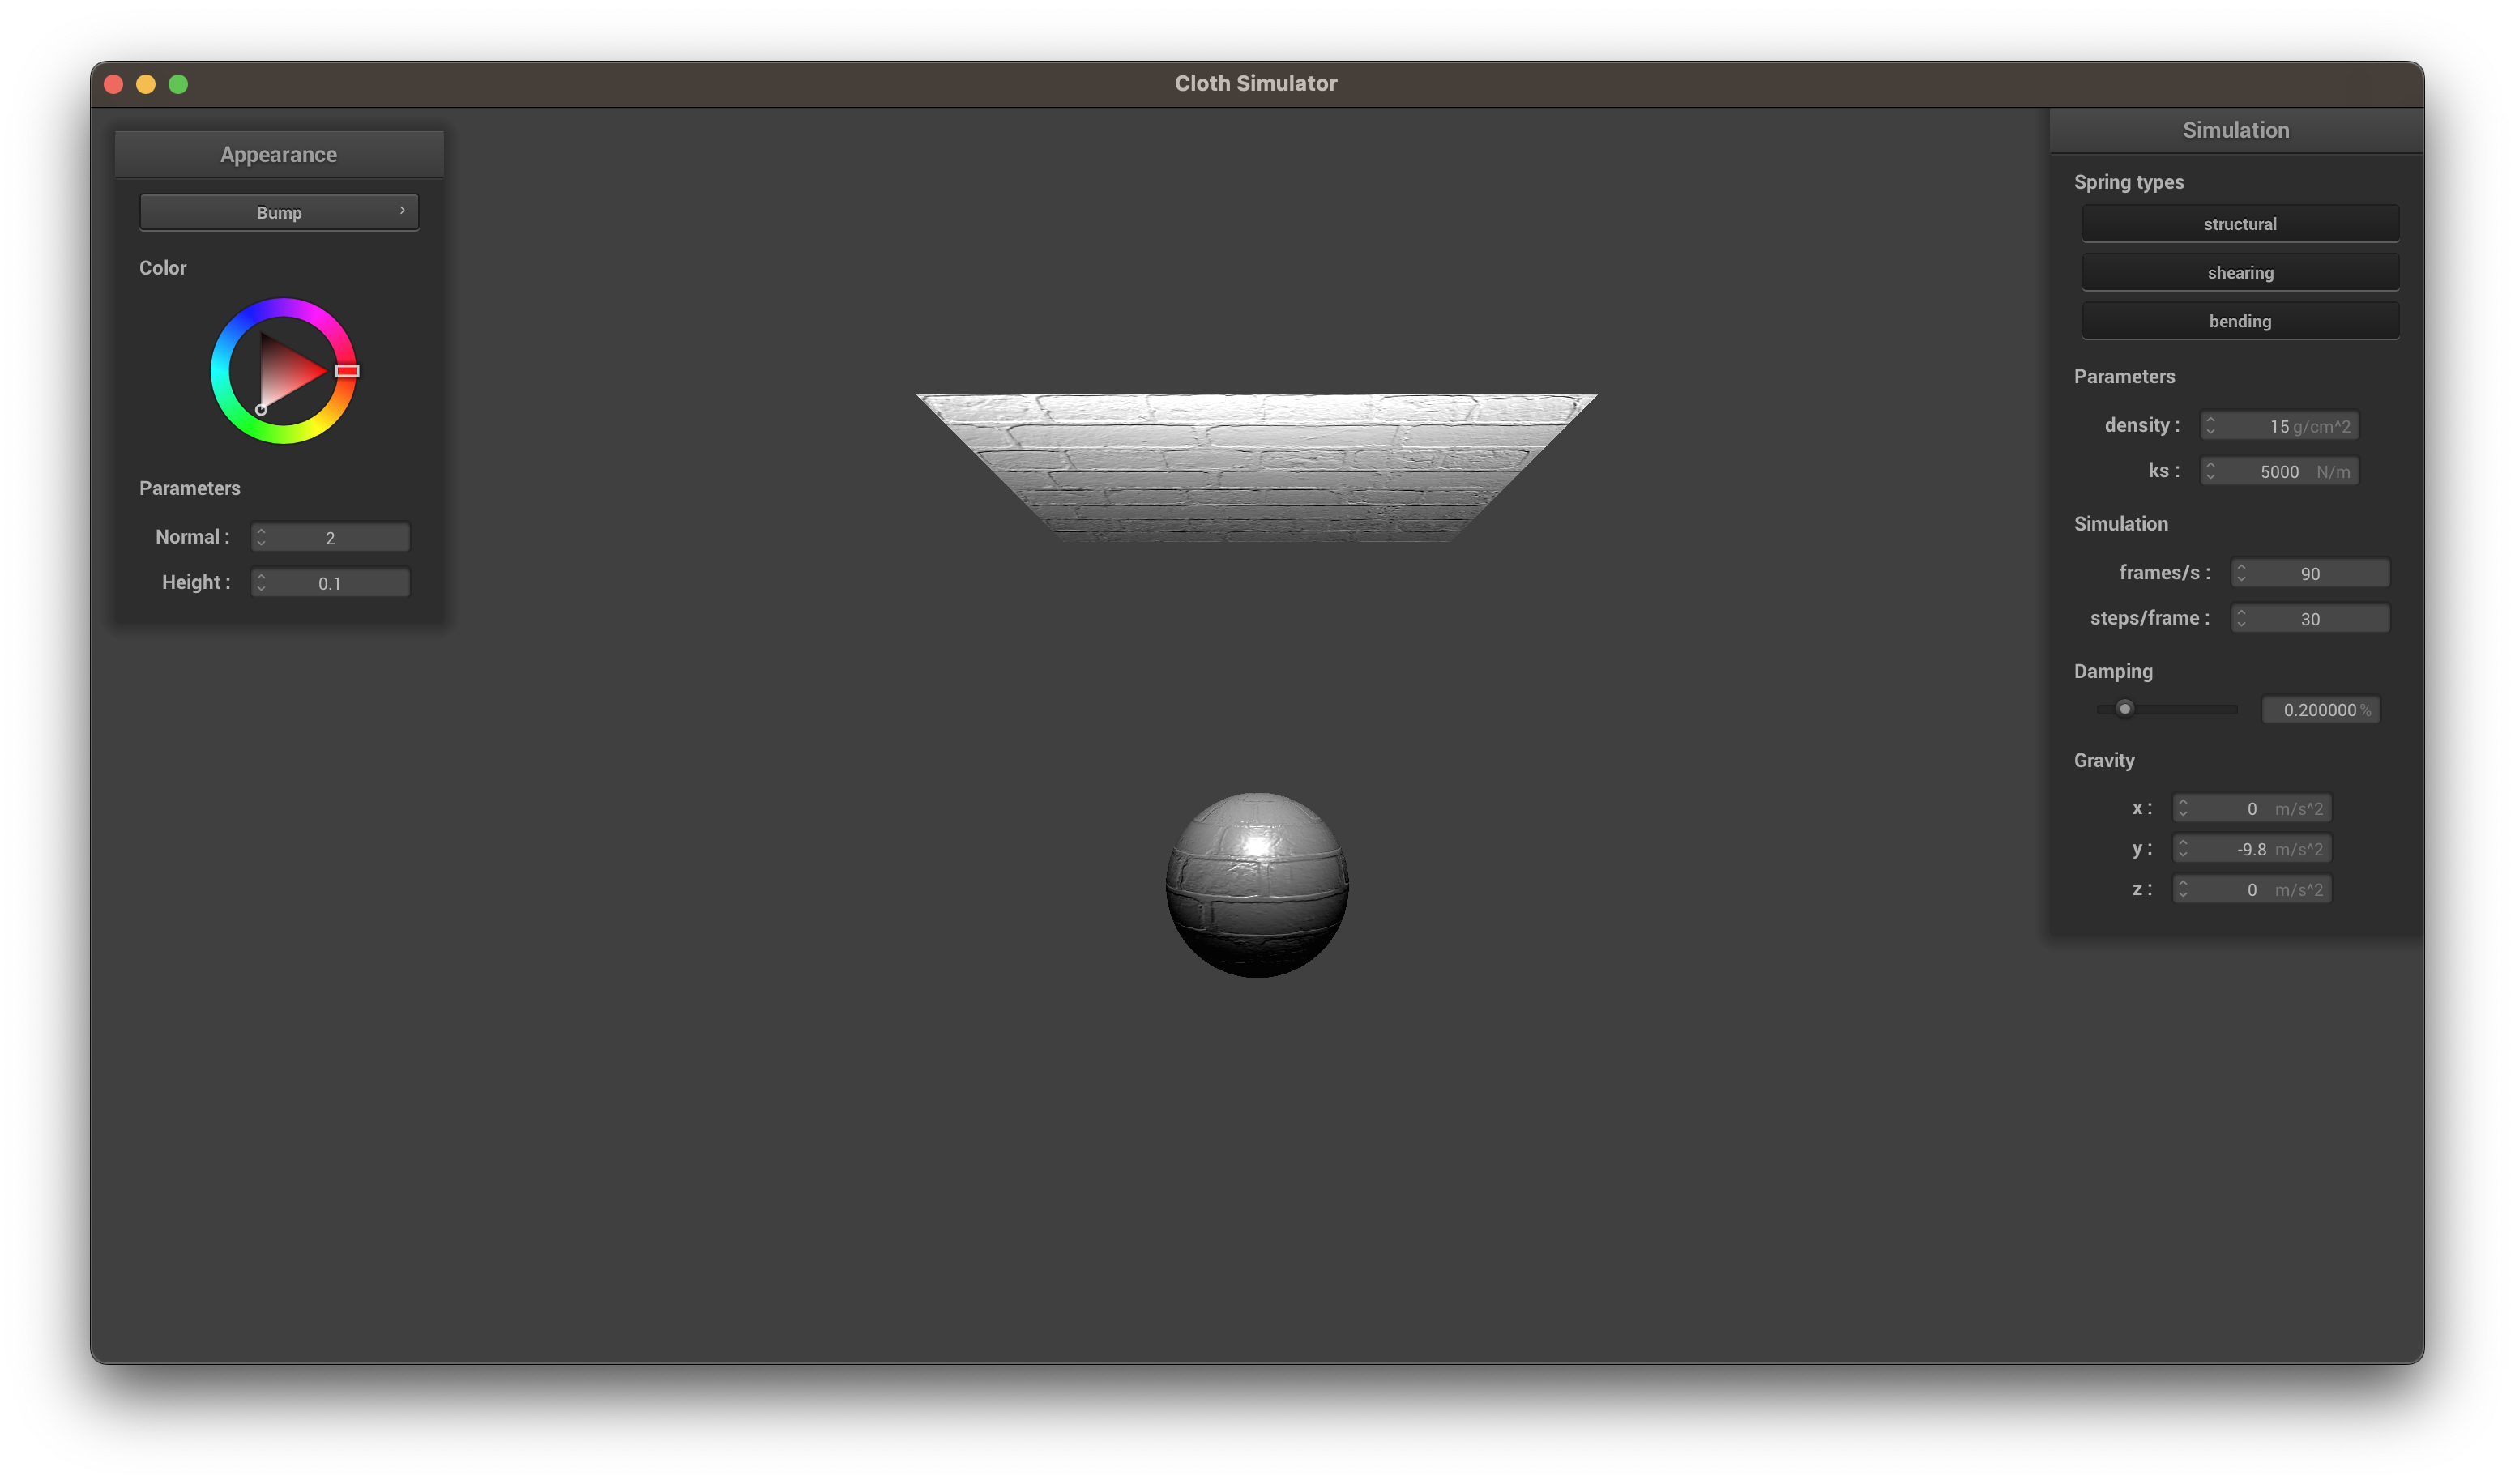 Cloth Simulator
Appearance
Bump
Color
Parameters
Normal : 2
Height : 0.1
Simulation
Spring types
structural
shearing
bending
Parameters
density : 15 g/cm^2
ks : 5000 N/m
Simulation
frames/s : 90
steps/frame : 30
Damping
0.200000 %
Gravity
x : 0 m/s^2
y : -9.8 m/s^2
z : 0 m/s^2